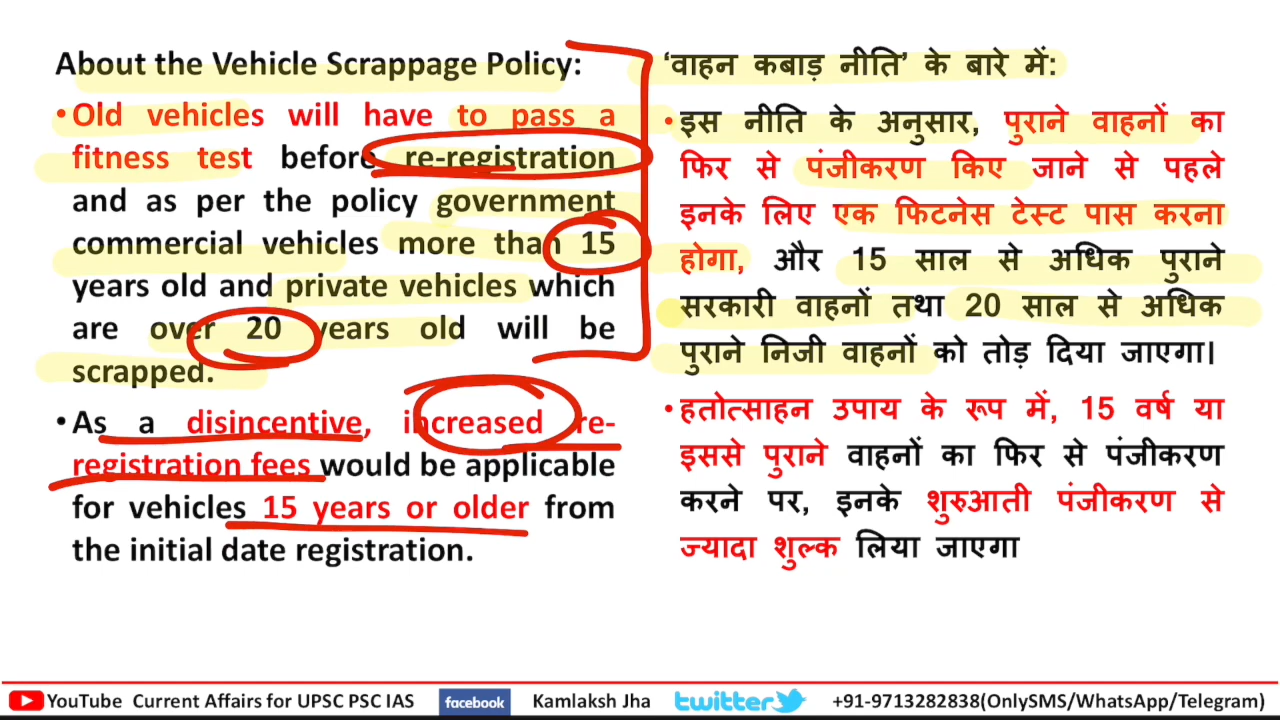 About the Vehicle Scrappage Policy:
•Old vehicles will have to pass a
fitness test before re-registration
and as per the policy government
commercial vehicles more than 15
years old and private vehicles which
are over 20 years old will be
scrapped.
•As a disincentive, increased re-
registration fees would be applicable
for vehicles 15 years or older from
the initial date registration.
‘वाहन कबाड़ नीति’ के बारे में:
•इस नीति के अनुसार, पुराने वाहनों का
फिर से पंजीकरण किए जाने से पहले
इनके लिए एक फिटनेस टेस्ट पास करना
होगा, और 15 साल से अधिक पुराने
सरकारी वाहनों तथा 20 साल से अधिक
पुराने निजी वाहनों को तोड़ दिया जाएगा।
•हतोत्साहन उपाय के रूप में, 15 वर्ष या
इससे पुराने वाहनों का फिर से पंजीकरण
करने पर, इनके शुरुआती पंजीकरण से
ज्यादा शुल्क लिया जाएगा
YouTube Current Affairs for UPSC PSC IAS facebook Kamlaksh Jha twitter +91-9713282838(OnlySMS/WhatsApp/Telegram)